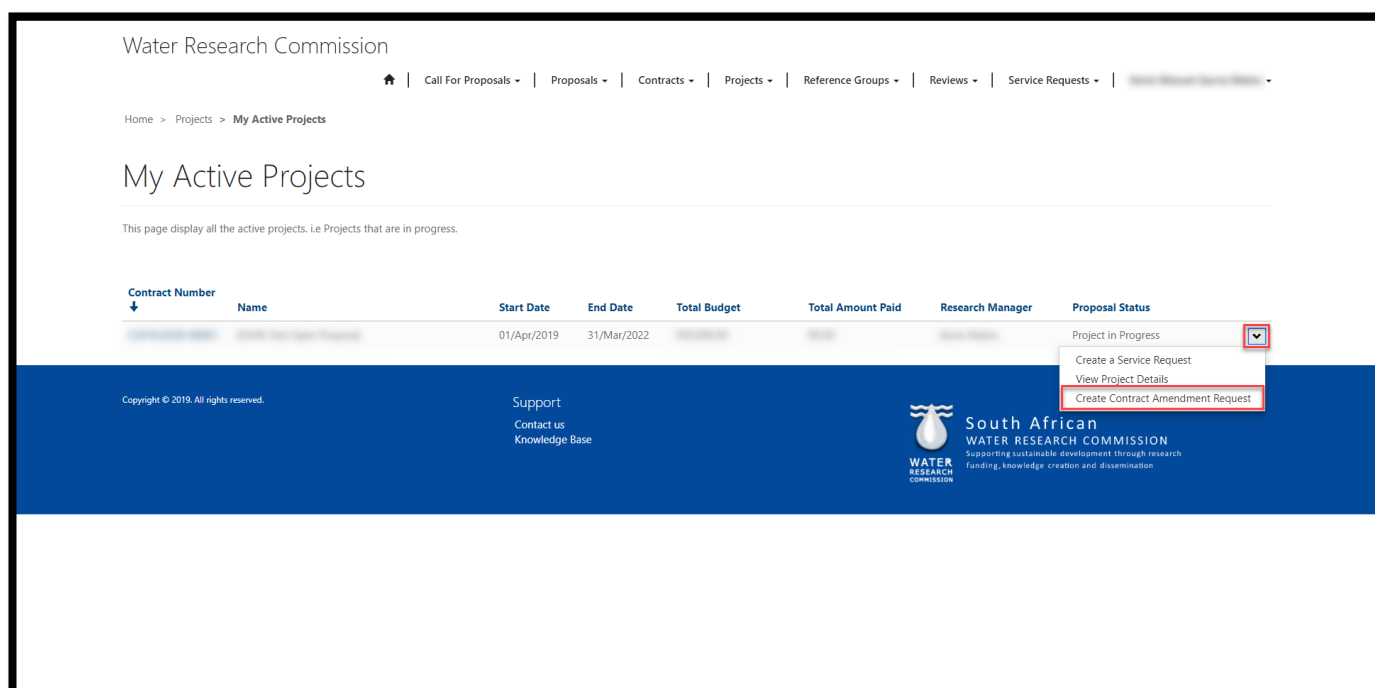 Water Research Commission
Call For Proposals | Proposals | Contracts | Projects | Reference Groups | Reviews | Service Requests |
Home > Projects > My Active Projects
My Active Projects
This page display all the active projects. i.e Projects that are in progress.
Contract Number
Name Start Date End Date Total Budget Total Amount Paid Research Manager Proposal Status
01/Apr/2019 31/Mar/2022 Project in Progress
Create a Service Request
View Project Details
Create Contract Amendment Request
Copyright © 2019. All rights reserved.
Support
Contact us
Knowledge Base
WATER
RESEARCH
COMMISSION
South African
WATER RESEARCH COMMISSION
Supporting sustainable development through research
funding, knowledge creation and dissemination